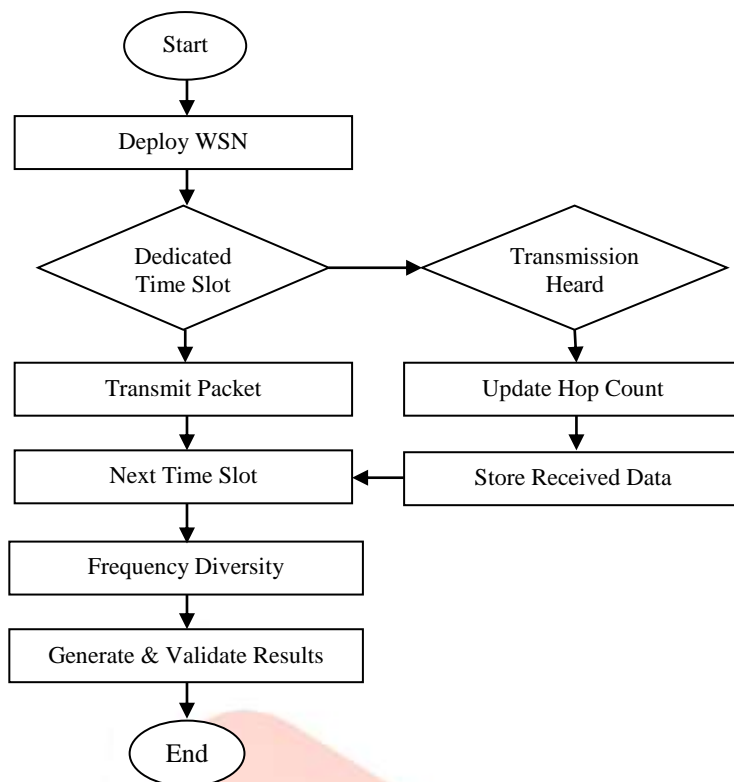 Start
Deploy WSN
Dedicated
Time Slot
Transmission
Heard
Transmit Packet
Update Hop Count
Next Time Slot
Store Received Data
Frequency Diversity
Generate & Validate Results
End